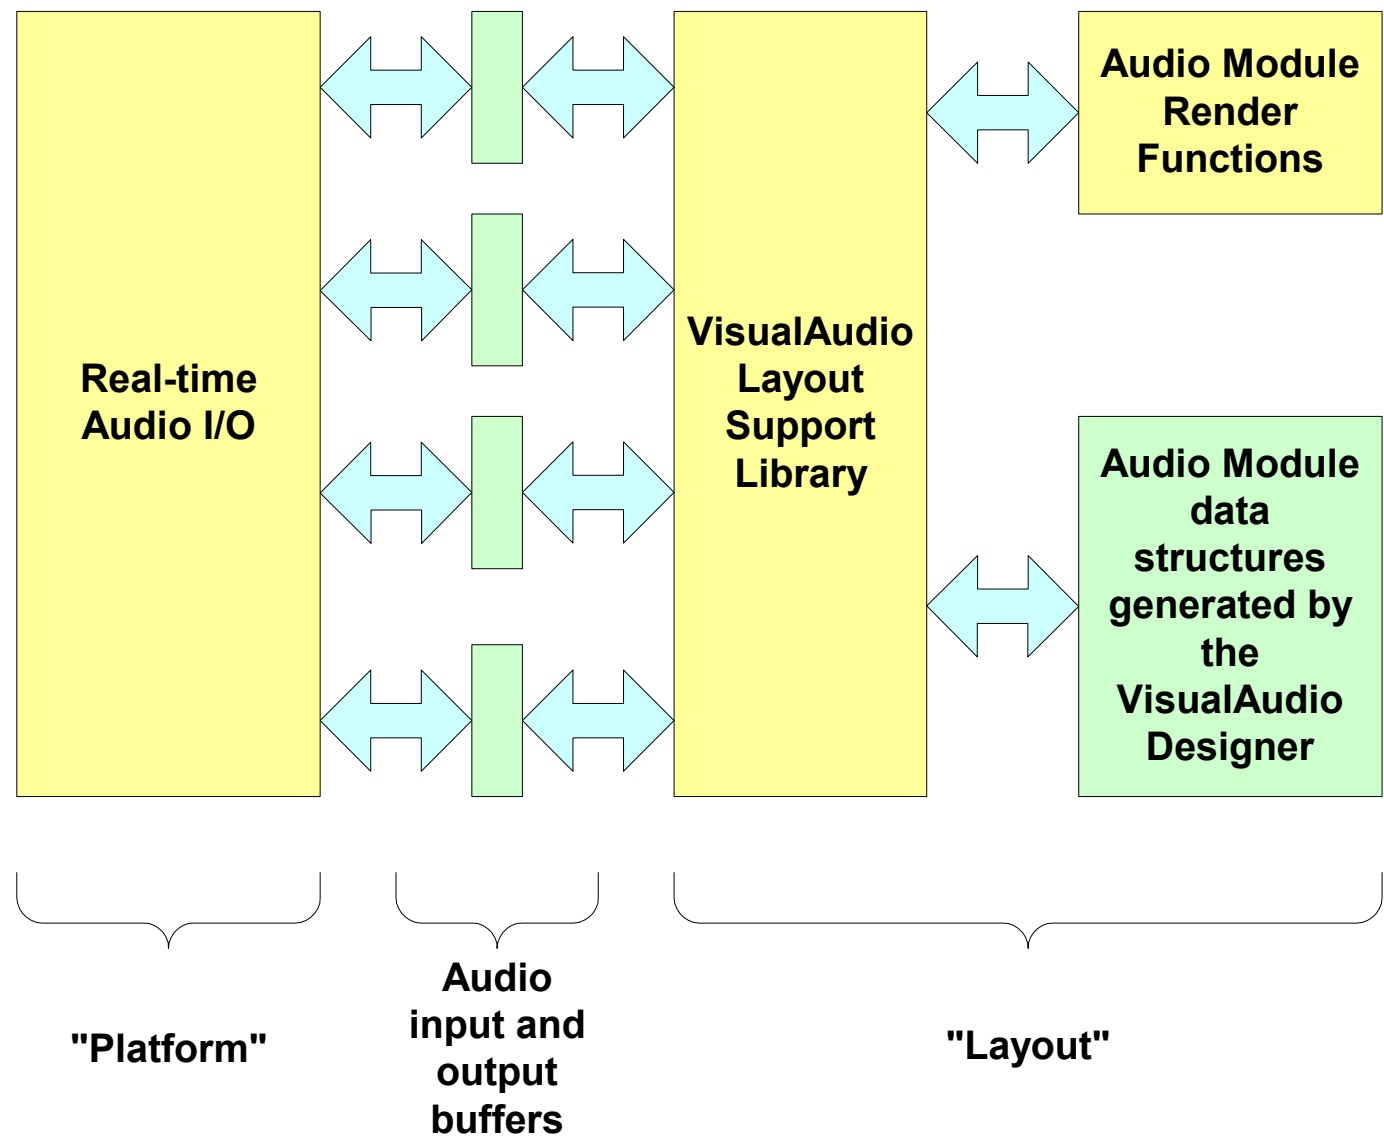 Real-time
Audio I/O
VisualAudio
Layout
Support
Library
Audio Module
Render
Functions
Audio Module
data
structures
generated by
the
VisualAudio
Designer
"Platform"
Audio
input and
output
buffers
"Layout"